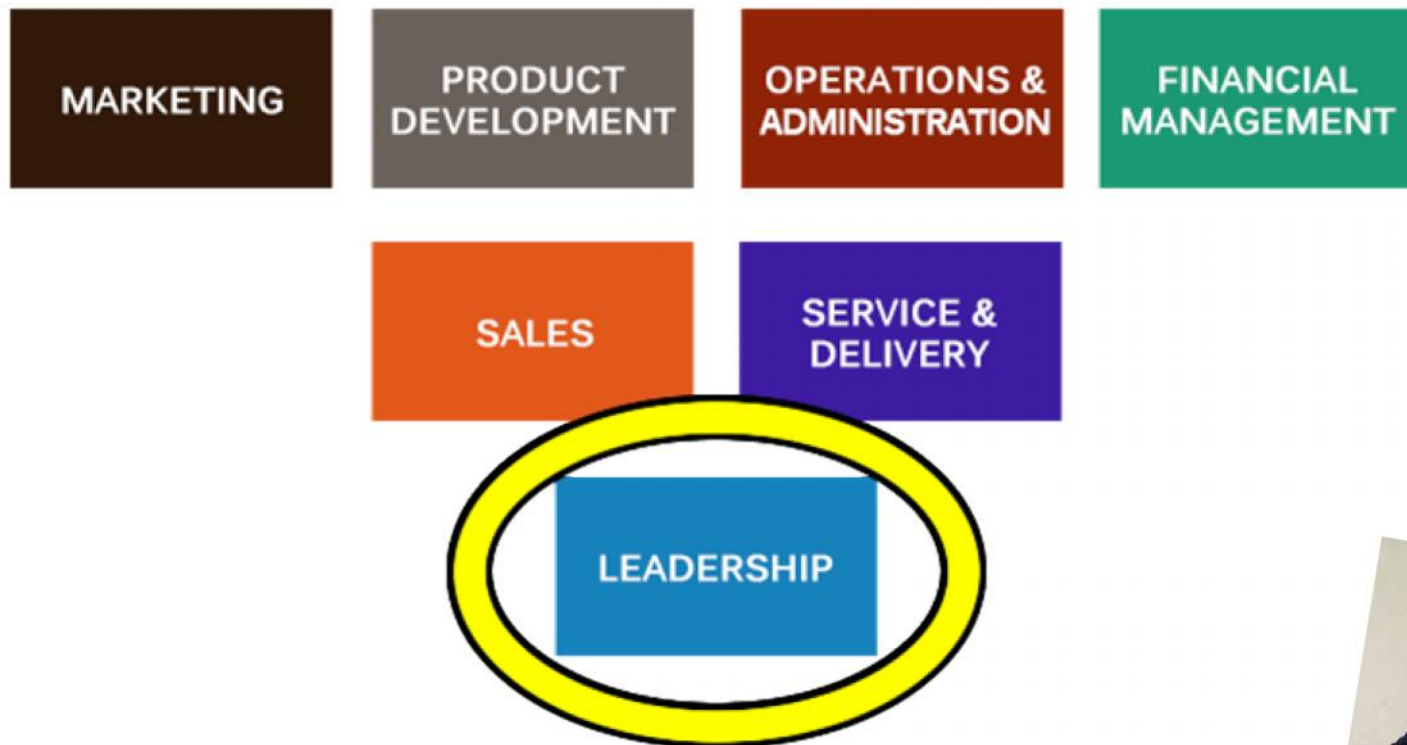 MARKETING
PRODUCT
DEVELOPMENT
OPERATIONS &
ADMINISTRATION
FINANCIAL
MANAGEMENT
SALES
SERVICE &
DELIVERY
LEADERSHIP